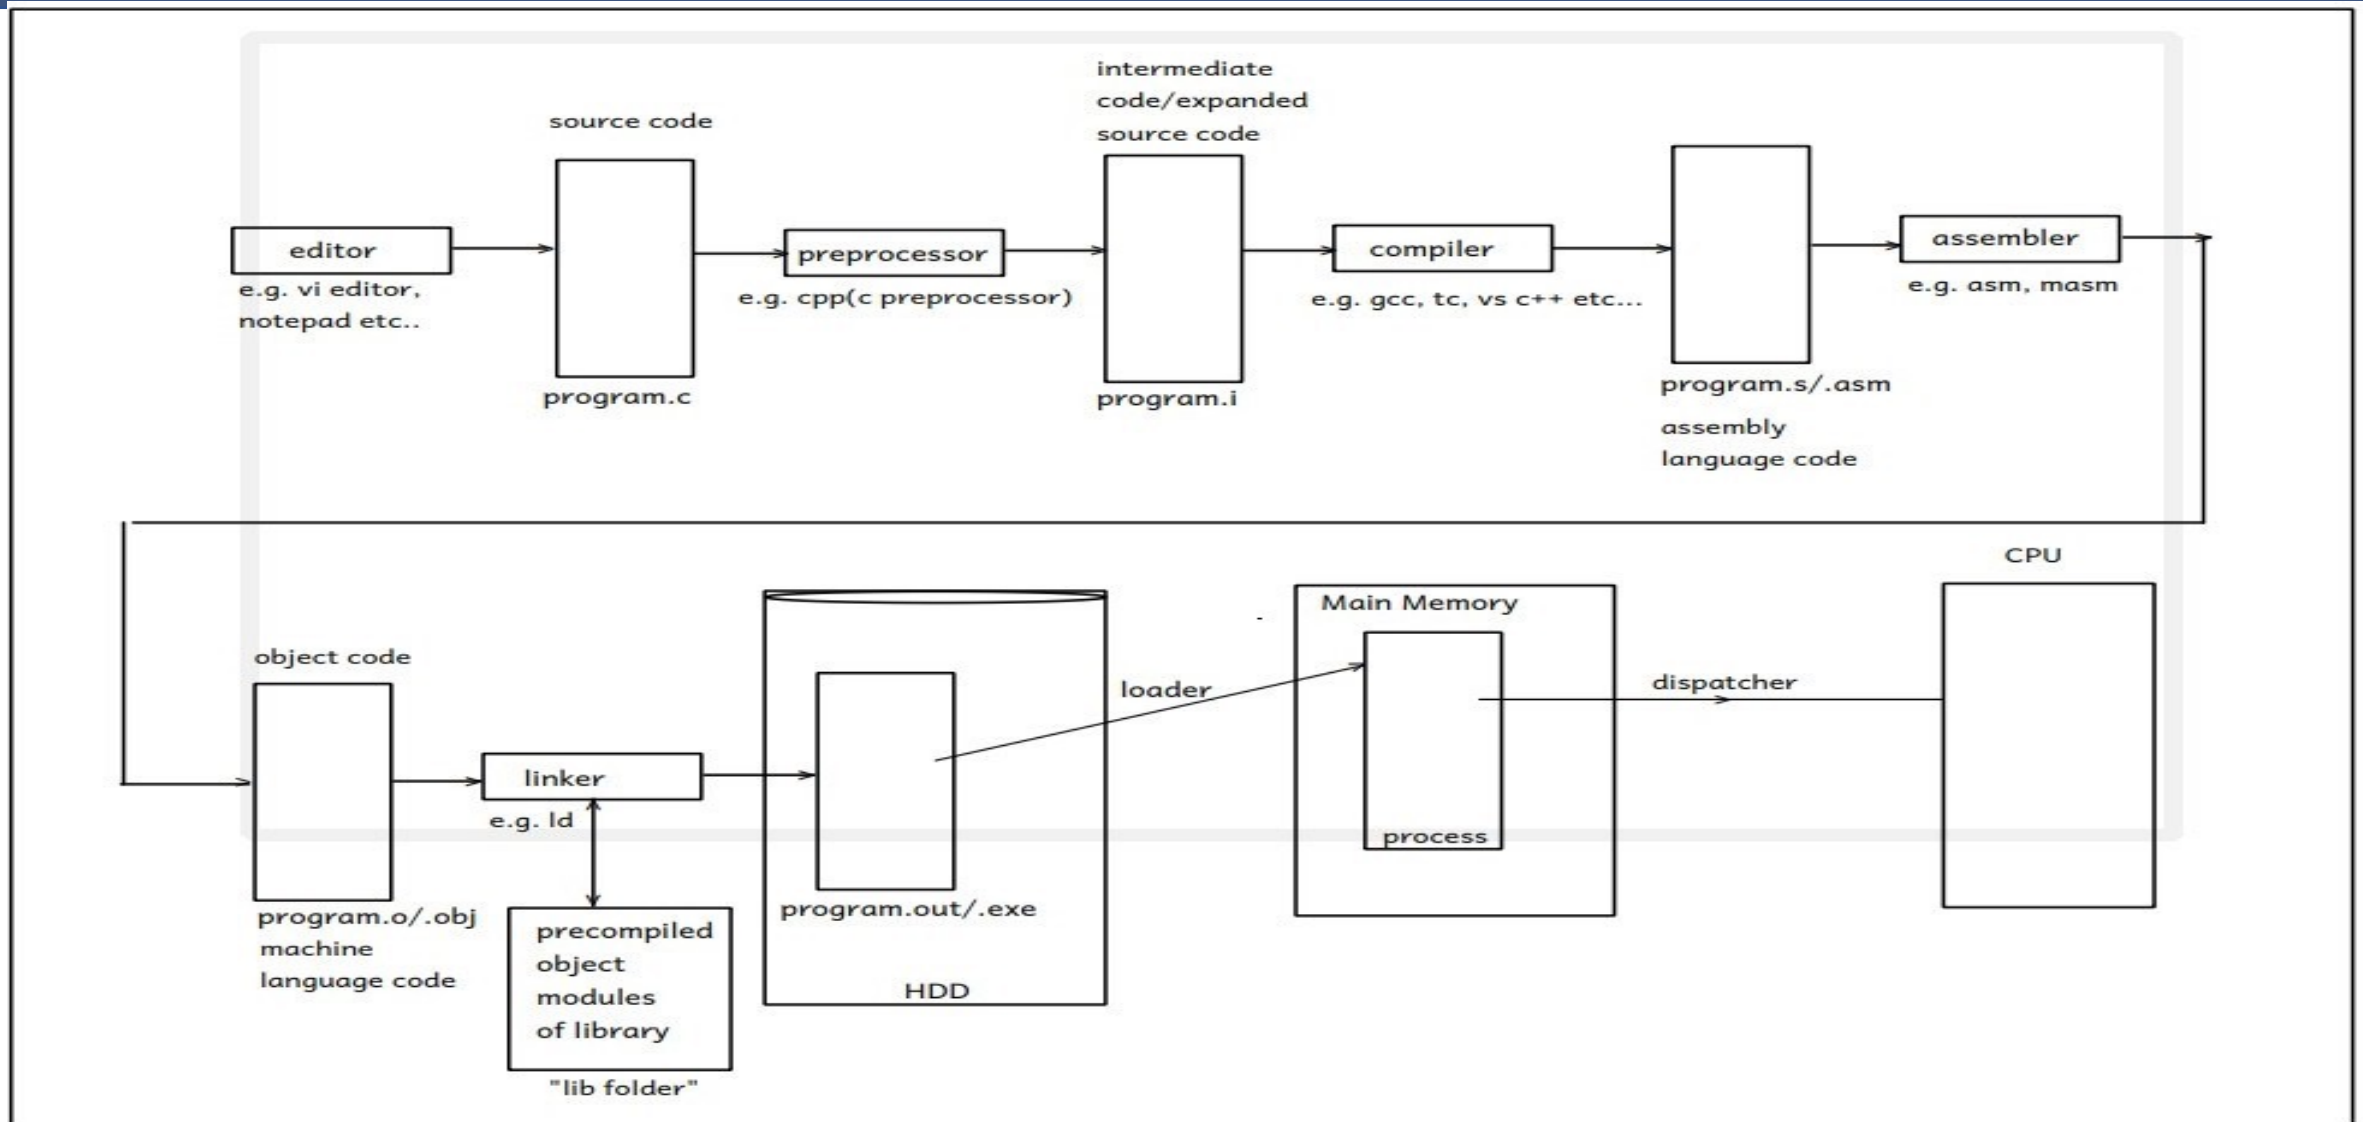 source code
intermediate
code/expanded
source code
editor
e.g. vi editor,
notepad etc..
program.c
preprocessor
e.g. cpp(c preprocessor)
program.i
compiler
e.g. gcc, tc, vs c++ etc...
program.s/.asm
assembly
language code
assembler
e.g. asm, masm
object code
program.o/.obj
machine
language code
linker
e.g. ld
precompiled
object
modules
of library
"lib folder"
program.out/.exe
HDD
loader
Main Memory
process
dispatcher
CPU